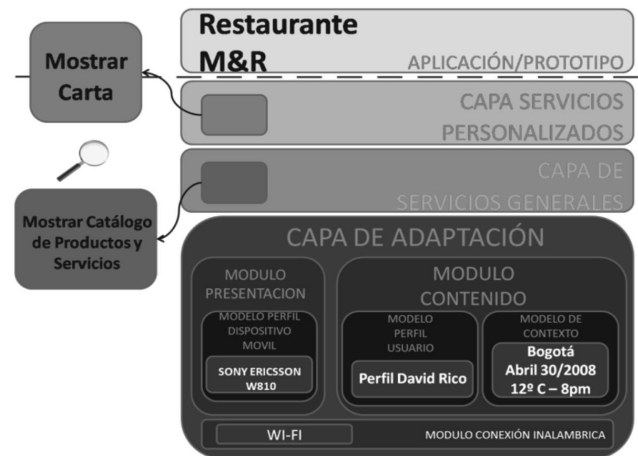 Restaurante
M&R
APLICACIÓN/PROTOTIPO
Mostrar
Carta
CAPA SERVICIOS
PERSONALIZADOS
CAPA DE
SERVICIOS GENERALES
Mostrar Catálogo
de Productos y
Servicios
CAPA DE ADAPTACIÓN
MODULO
PRESENTACION
MODELO PERFIL
DISPOSITIVO
MOVIL
SONY ERICSSON
W810
MODULO
CONTENIDO
MODELO
PERFIL
USUARIO
Perfil David Rico
MODELO DE
CONTEXTO
Bogotá
Abril 30/2008
12º C – 8pm
WI-FI
MODULO CONEXIÓN INALAMBRICA